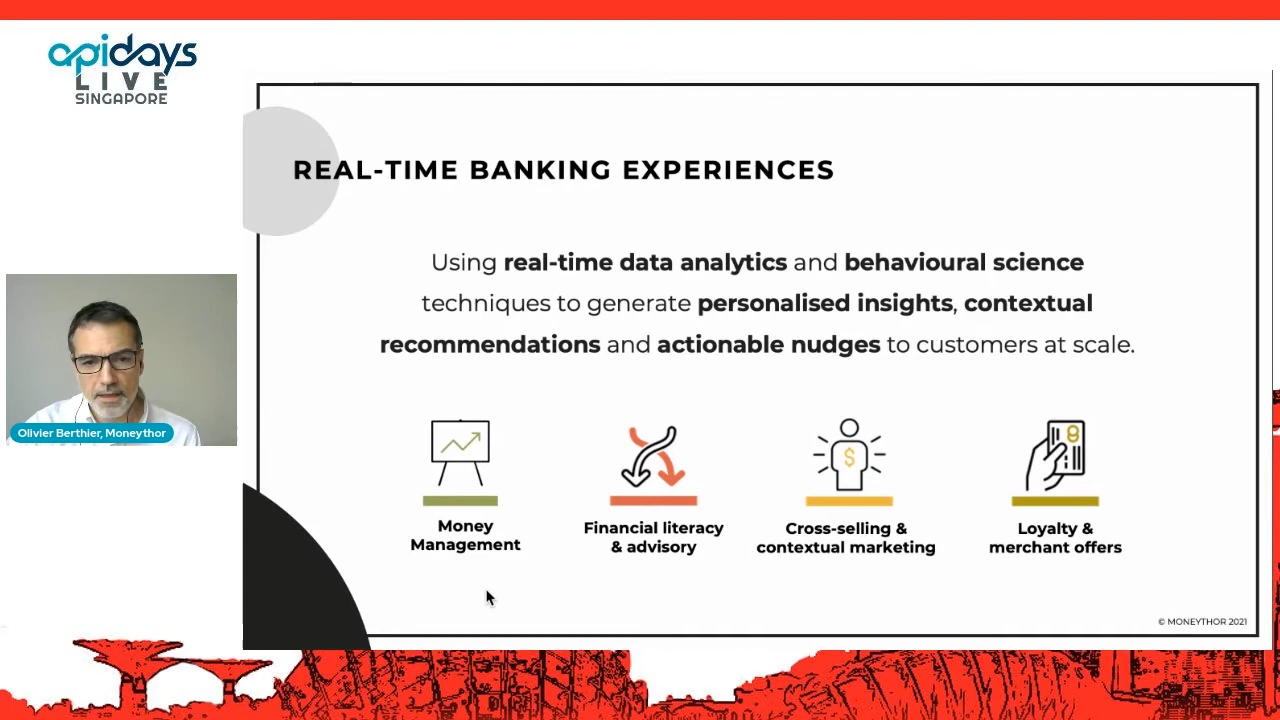 apidays
LIVE
SINGAPORE
REAL-TIME BANKING EXPERIENCES
Using real-time data analytics and behavioural science
techniques to generate personalised insights, contextual
recommendations and actionable nudges to customers at scale.
Olivier Berthier, Moneythor
Money
Management
Financial literacy
& advisory
Cross-selling &
contextual marketing
Loyalty &
merchant offers
© MONEYTHOR 2021